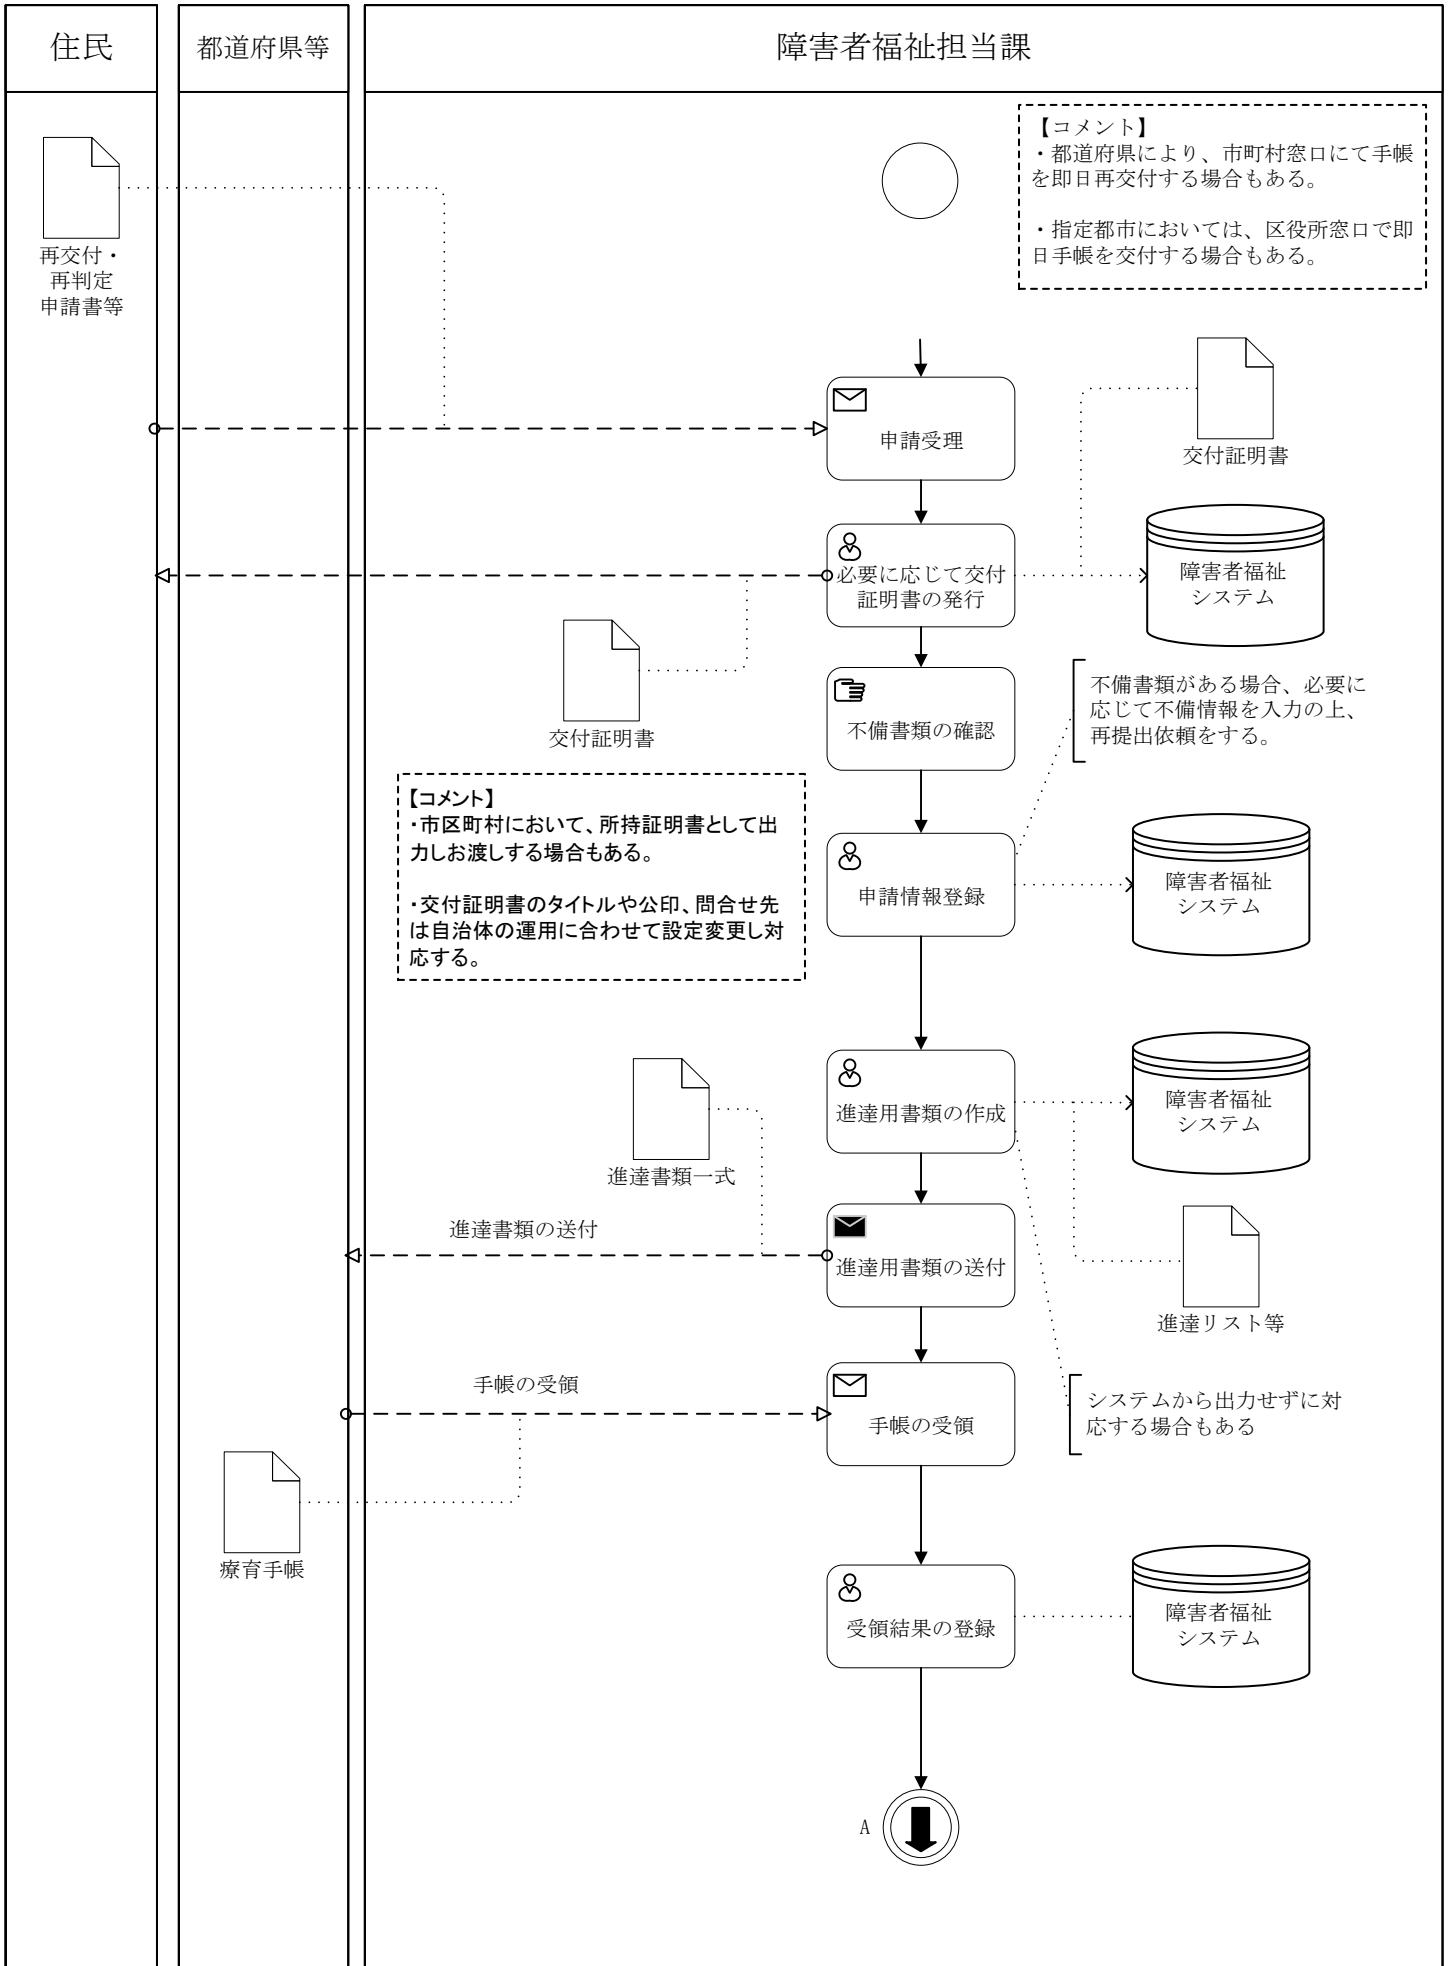 住民
都道府県等
障害者福祉担当課
【コメント】
・都道府県により、市町村窓口にて手帳
を即日再交付する場合もある。
・指定都市においては、区役所窓口で即
日手帳を交付する場合もある。
再交付・
再判定
申請書等
申請受理
交付証明書
必要に応じて交付
証明書の発行
障害者福祉
システム
交付証明書
不備書類の確認
不備書類がある場合、必要に
応じて不備情報を入力の上、
再提出依頼をする。
【コメント】
・市区町村において、所持証明書として出
力しお渡しする場合もある。
・交付証明書のタイトルや公印、問合せ先
は自治体の運用に合わせて設定変更し対
応する。
申請情報登録
障害者福祉
システム
進達用書類の作成
障害者福祉
システム
進達書類一式
進達書類の送付
進達用書類の送付
進達リスト等
手帳の受領
手帳の受領
システムから出力せずに対
応する場合もある
療育手帳
受領結果の登録
障害者福祉
システム
A